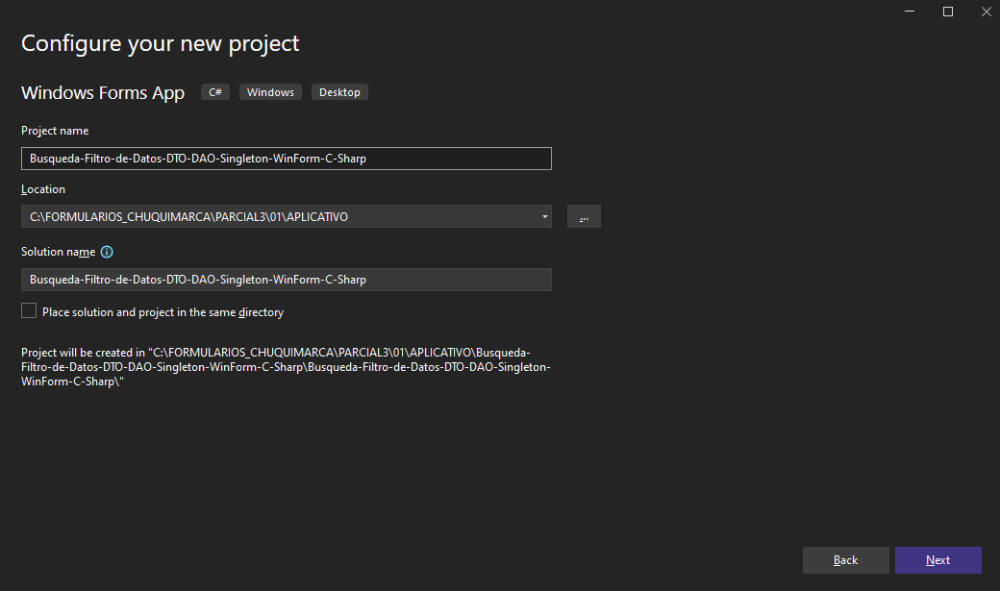 Configure your new project
Windows Forms App C# Windows Desktop
Project name
Busqueda-Filtro-de-Datos-DTO-DAO-Singleton-WinForm-C-Sharp
Location
C:\FORMULARIOS_CHUQUIMARCA\PARCIAL3\01\APLICATIVO
...
Solution name
Busqueda-Filtro-de-Datos-DTO-DAO-Singleton-WinForm-C-Sharp
Place solution and project in the same directory
Project will be created in "C:\FORMULARIOS_CHUQUIMARCA\PARCIAL3\01\APLICATIVO\Busqueda-
Filtro-de-Datos-DTO-DAO-Singleton-WinForm-C-Sharp\Busqueda-Filtro-de-Datos-DTO-DAO-Singleton-
WinForm-C-Sharp\"
Back Next